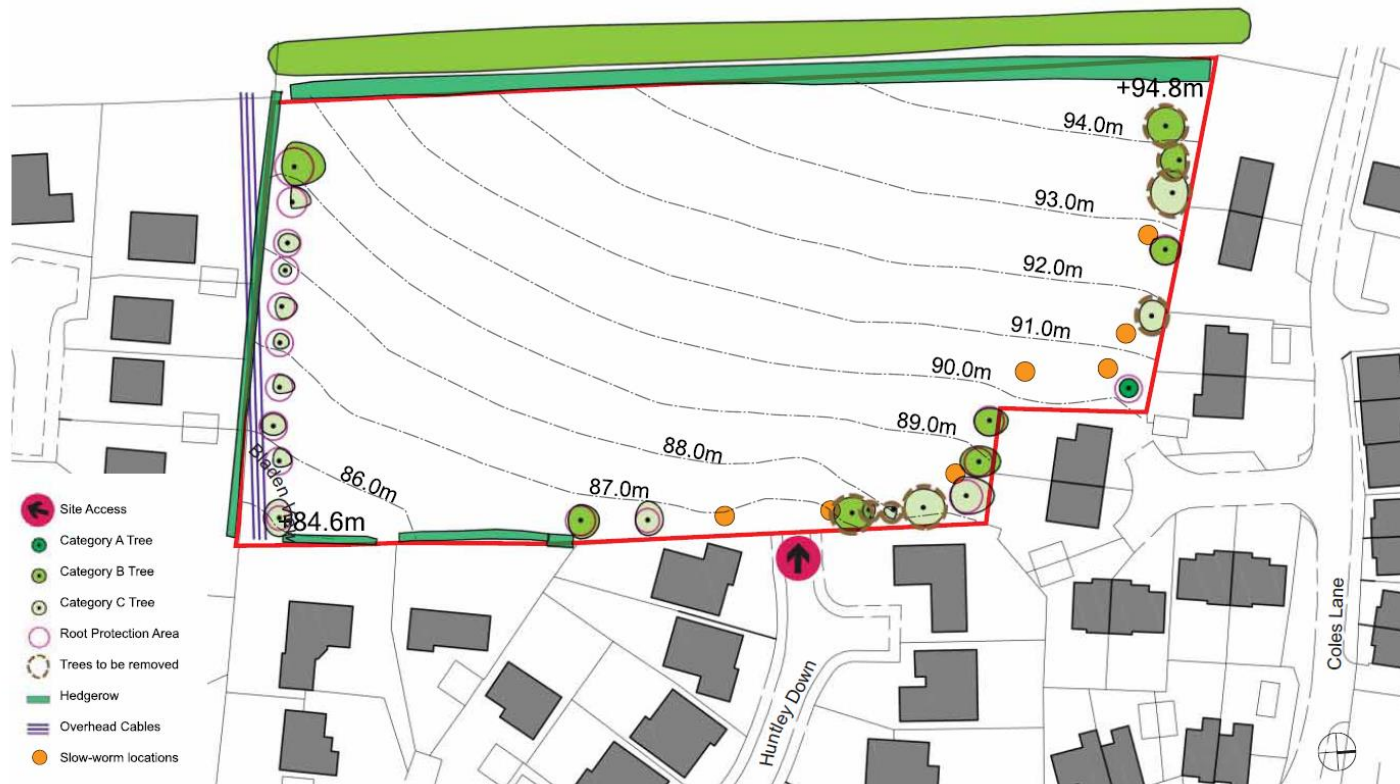 +94.8m
94.0m
93.0m
92.0m
91.0m
90.0m
89.0m
88.0m
87.0m
86.0m
+84.6m
Site Access
Category A Tree
Category B Tree
Category C Tree
Root Protection Area
Trees to be removed
Hedgerow
Overhead Cables
Slow-worm locations
Huntley Down
Coles Lane